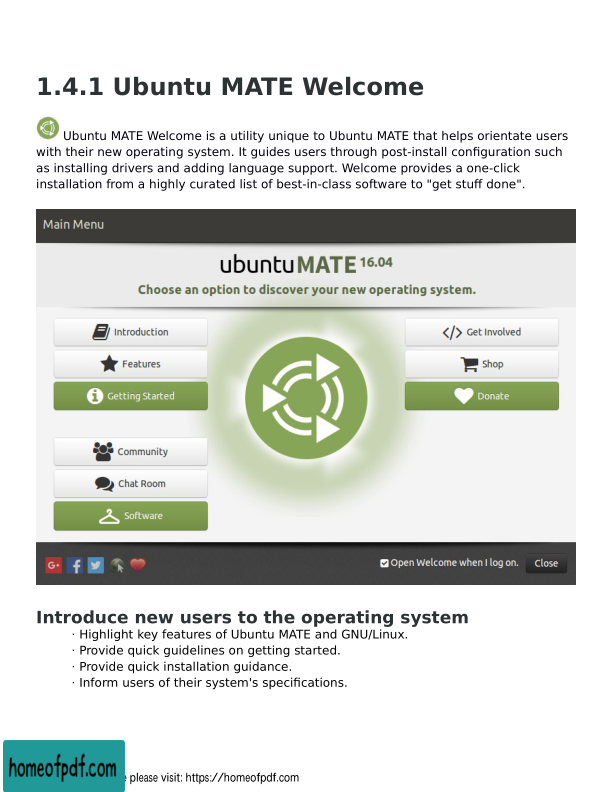 1.4.1 Ubuntu MATE Welcome
Ubuntu MATE Welcome is a utility unique to Ubuntu MATE that helps orientate users
with their new operating system. It guides users through post-install configuration such
as installing drivers and adding language support. Welcome provides a one-click
installation from a highly curated list of best-in-class software to "get stuff done".
Main Menu
ubuntuMATE 16.04
Choose an option to discover your new operating system.
Introduction
Features
Getting Started
Community
Chat Room
Software
Get Involved
Shop
Donate
Open Welcome when I log on.
Close
Introduce new users to the operating system
· Highlight key features of Ubuntu MATE and GNU/Linux.
· Provide quick guidelines on getting started.
· Provide quick installation guidance.
· Inform users of their system's specifications.
homeofpdf.com
please visit: https://homeofpdf.com